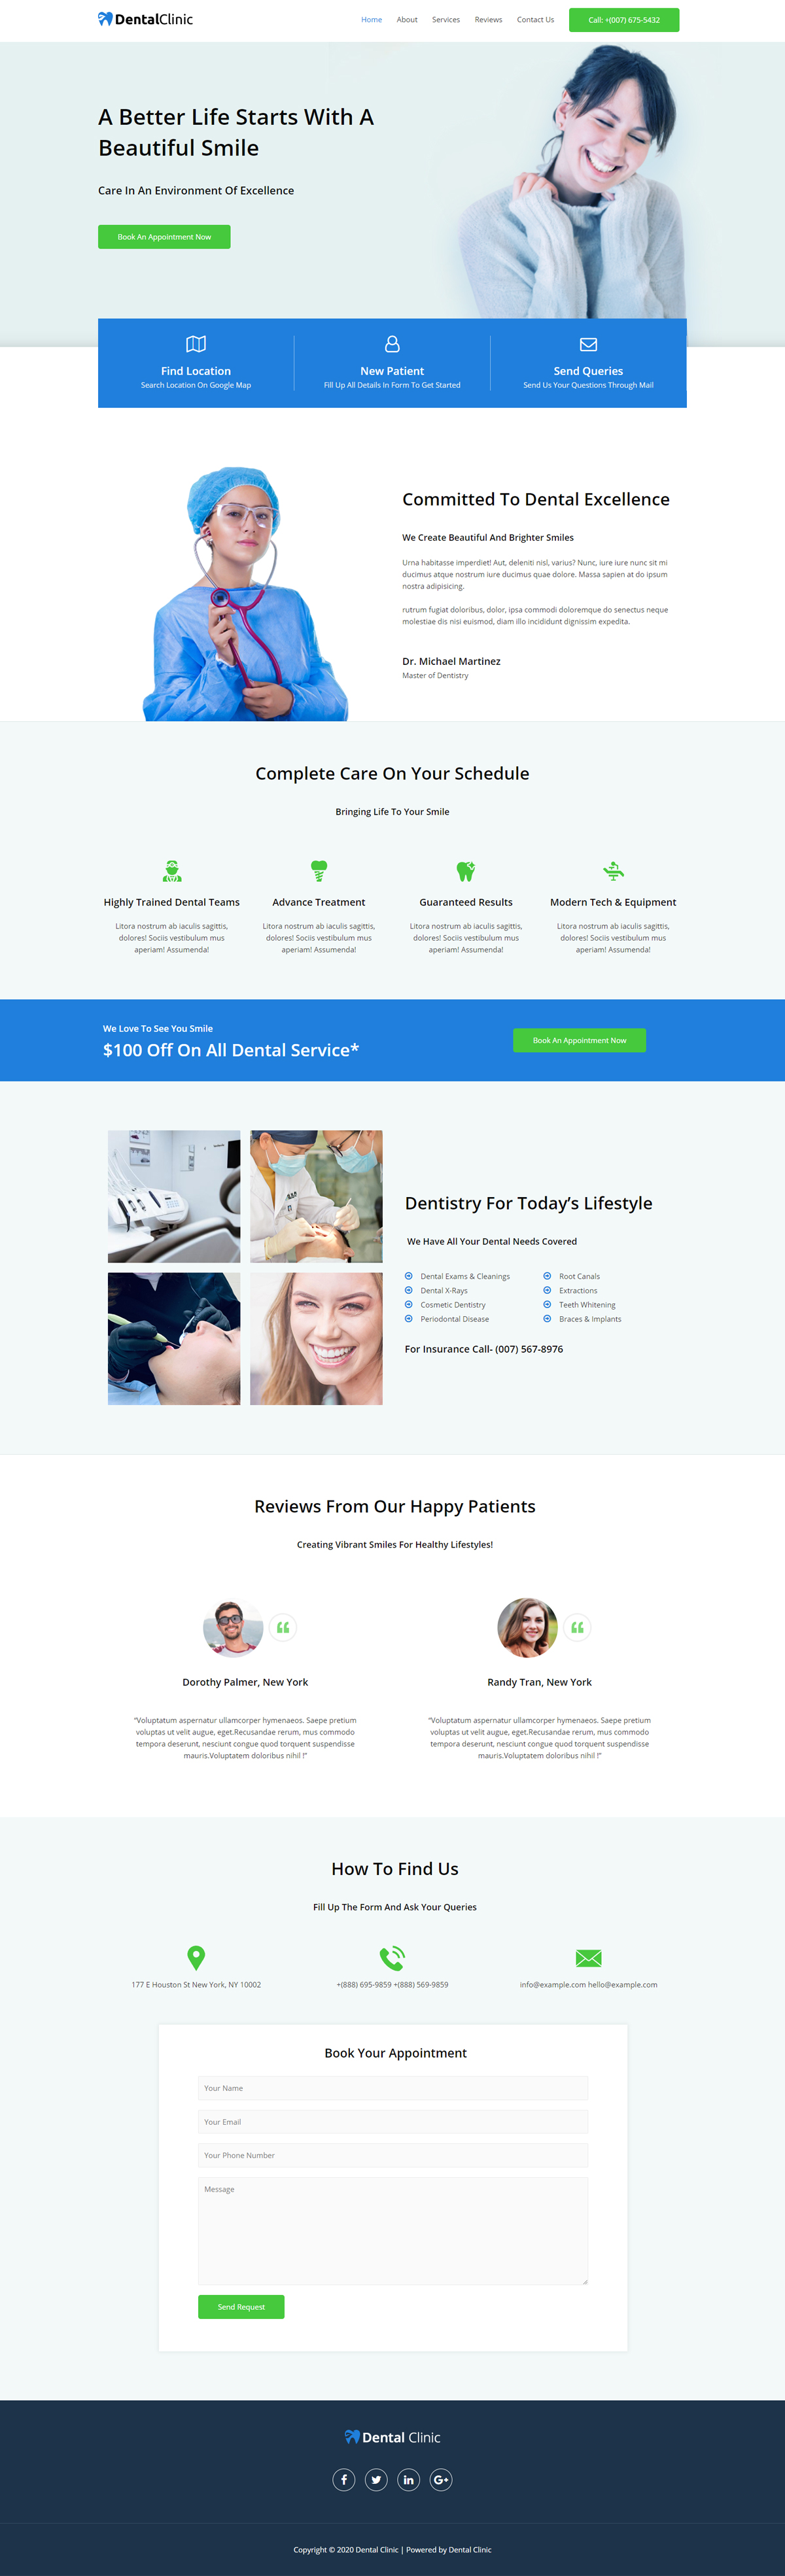 DentalClinic
Home About Services Reviews Contact Us Call: +(007) 675-5432
A Better Life Starts With A
Beautiful Smile
Care In An Environment Of Excellence
Book An Appointment Now
Find Location
Search Location On Google Map
New Patient
Fill Up All Details In Form To Get Started
Send Queries
Send Us Your Questions Through Mail
Committed To Dental Excellence
We Create Beautiful And Brighter Smiles
Urna habitasse imperdiet! Aut, deleniti nisl, varius? Nunc, iure iure nunc sit mi
ducimus atque nostrum iure ducimus quae dolore. Massa sapien at do ipsum
nostra adipisicing.
rutrum fugiat doloribus, dolor, ipsa commodi doloremque do senectus neque
molestiae dis nisi euismod, diam illo incididunt dignissim expedita.
Dr. Michael Martinez
Master of Dentistry
Complete Care On Your Schedule
Bringing Life To Your Smile
Highly Trained Dental Teams
Litora nostrum ab iaculis sagittis,
dolores! Sociis vestibulum mus
aperiam! Assumenda!
Advance Treatment
Litora nostrum ab iaculis sagittis,
dolores! Sociis vestibulum mus
aperiam! Assumenda!
Guaranteed Results
Litora nostrum ab iaculis sagittis,
dolores! Sociis vestibulum mus
aperiam! Assumenda!
Modern Tech & Equipment
Litora nostrum ab iaculis sagittis,
dolores! Sociis vestibulum mus
aperiam! Assumenda!
We Love To See You Smile
$100 Off On All Dental Service*
Book An Appointment Now
Dentistry For Today’s Lifestyle
We Have All Your Dental Needs Covered
Dental Exams & Cleanings
Dental X-Rays
Cosmetic Dentistry
Periodontal Disease
Root Canals
Extractions
Teeth Whitening
Braces & Implants
For Insurance Call- (007) 567-8976
Reviews From Our Happy Patients
Creating Vibrant Smiles For Healthy Lifestyles!
Dorothy Palmer, New York
“Voluptatum aspernatur ullamcorper hymenaeos. Saepe pretium
voluptas ut velit augue, eget.Recusandae rerum, mus commodo
tempora deserunt, nesciunt congue quod torquent suspendisse
mauris.Voluptatem doloribus nihil !”
Randy Tran, New York
“Voluptatum aspernatur ullamcorper hymenaeos. Saepe pretium
voluptas ut velit augue, eget.Recusandae rerum, mus commodo
tempora deserunt, nesciunt congue quod torquent suspendisse
mauris.Voluptatem doloribus nihil !”
How To Find Us
Fill Up The Form And Ask Your Queries
177 E Houston St New York, NY 10002
+(888) 695-9859 +(888) 569-9859
info@example.com hello@example.com
Book Your Appointment
Your Name
Your Email
Your Phone Number
Message
Send Request
Dental Clinic
Copyright © 2020 Dental Clinic | Powered by Dental Clinic